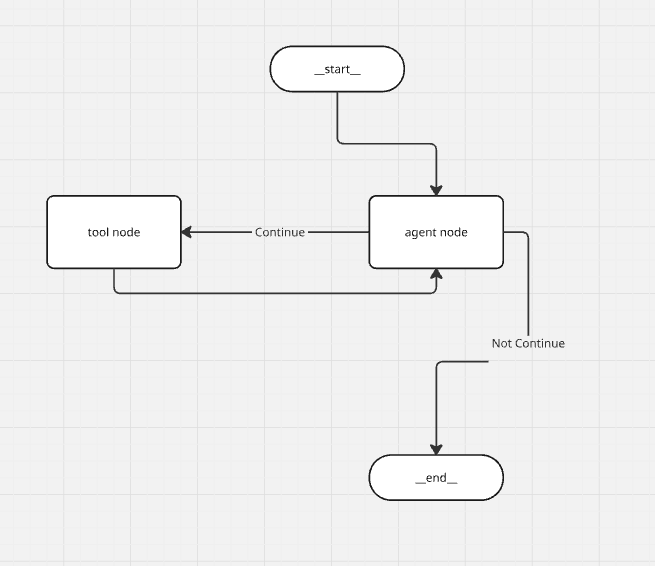 __start__
tool node
Continue
agent node
Not Continue
__end__